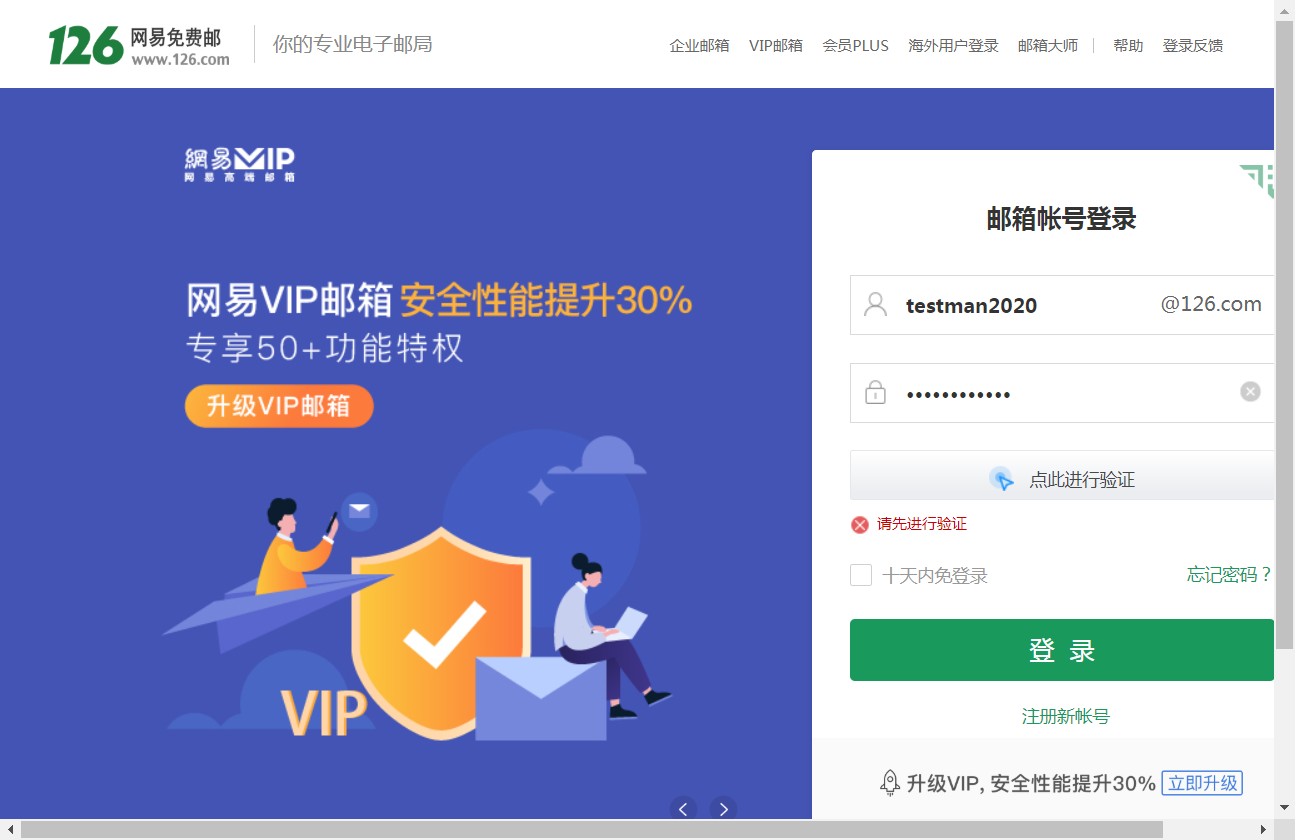 126 网易免费邮
www.126.com
你的专业电子邮局
企业邮箱 VIP邮箱 会员PLUS 海外用户登录 邮箱大师 帮助 登录反馈
網易VIP
网易高端邮箱
网易VIP邮箱 安全性能提升30%
专享50+功能特权
升级VIP邮箱
VIP
邮箱帐号登录
testman2020 @126.com
••••••••••••
点此进行验证
请先进行验证
十天内免登录 忘记密码？
登 录
注册新帐号
升级VIP, 安全性能提升30% 立即升级